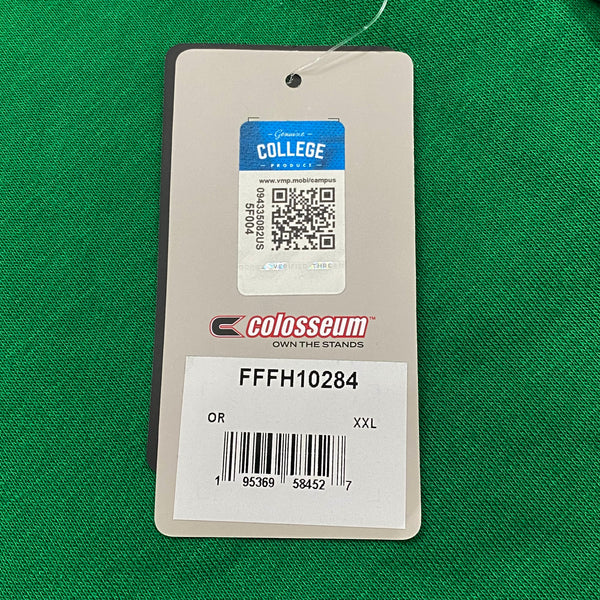 Genuine
COLLEGE
PRODUCT
www.vmp.mobi/campus
094335082US
5F004
colosseum™
OWN THE STANDS
FFFH10284
OR
XXL
1 95369 58452 7